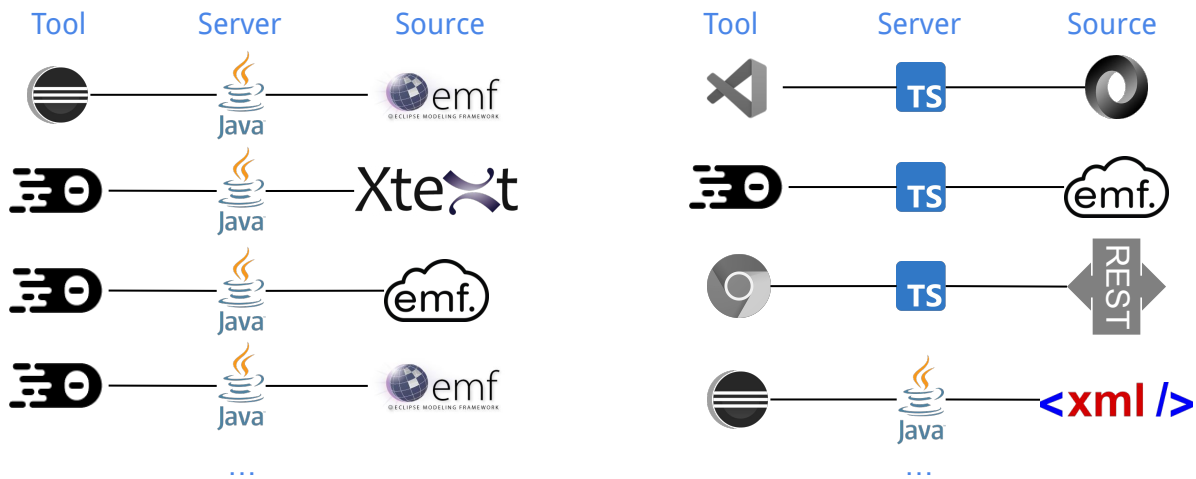 Tool Server Source
Java emf
ECLIPSE MODELING FRAMEWORK
Java Xtext
Java emf.
Java emf
ECLIPSE MODELING FRAMEWORK
...
Tool Server Source
TS
TS emf.
TS REST
Java <xml />
...